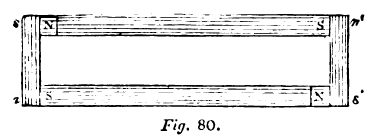 s N S n'
ı S N s'
Fig. 80.